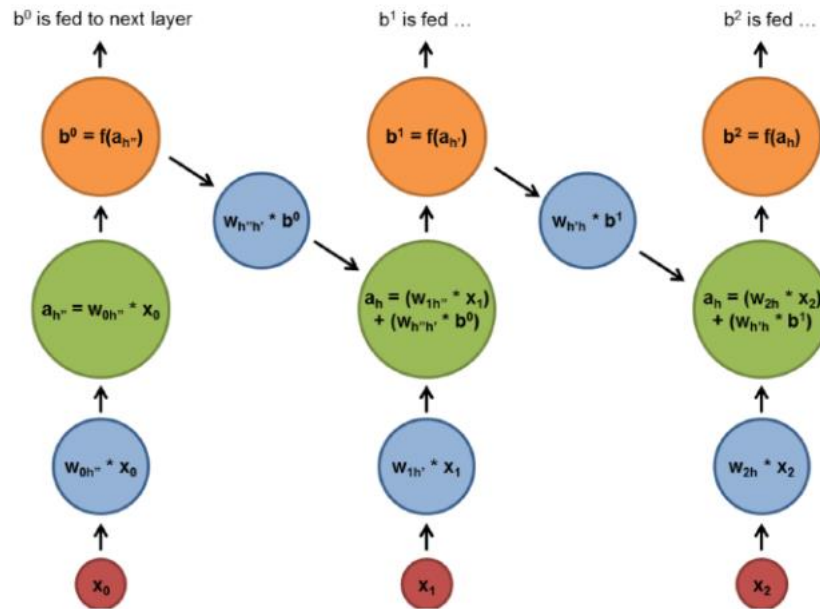 b⁰ is fed to next layer
b¹ is fed ...
b² is fed ...
b⁰ = f(aₕ″)
b¹ = f(aₕ′)
b² = f(aₕ)
wₕ″ₕ′ * b⁰
wₕ′ₕ * b¹
aₕ″ = w₀ₕ″ * x₀
aₕ = (w₁ₕ″ * x₁)
+ (wₕ″ₕ′ * b⁰)
aₕ = (w₂ₕ * x₂)
+ (wₕ′ₕ * b¹)
w₀ₕ″ * x₀
w₁ₕ′ * x₁
w₂ₕ * x₂
x₀
x₁
x₂